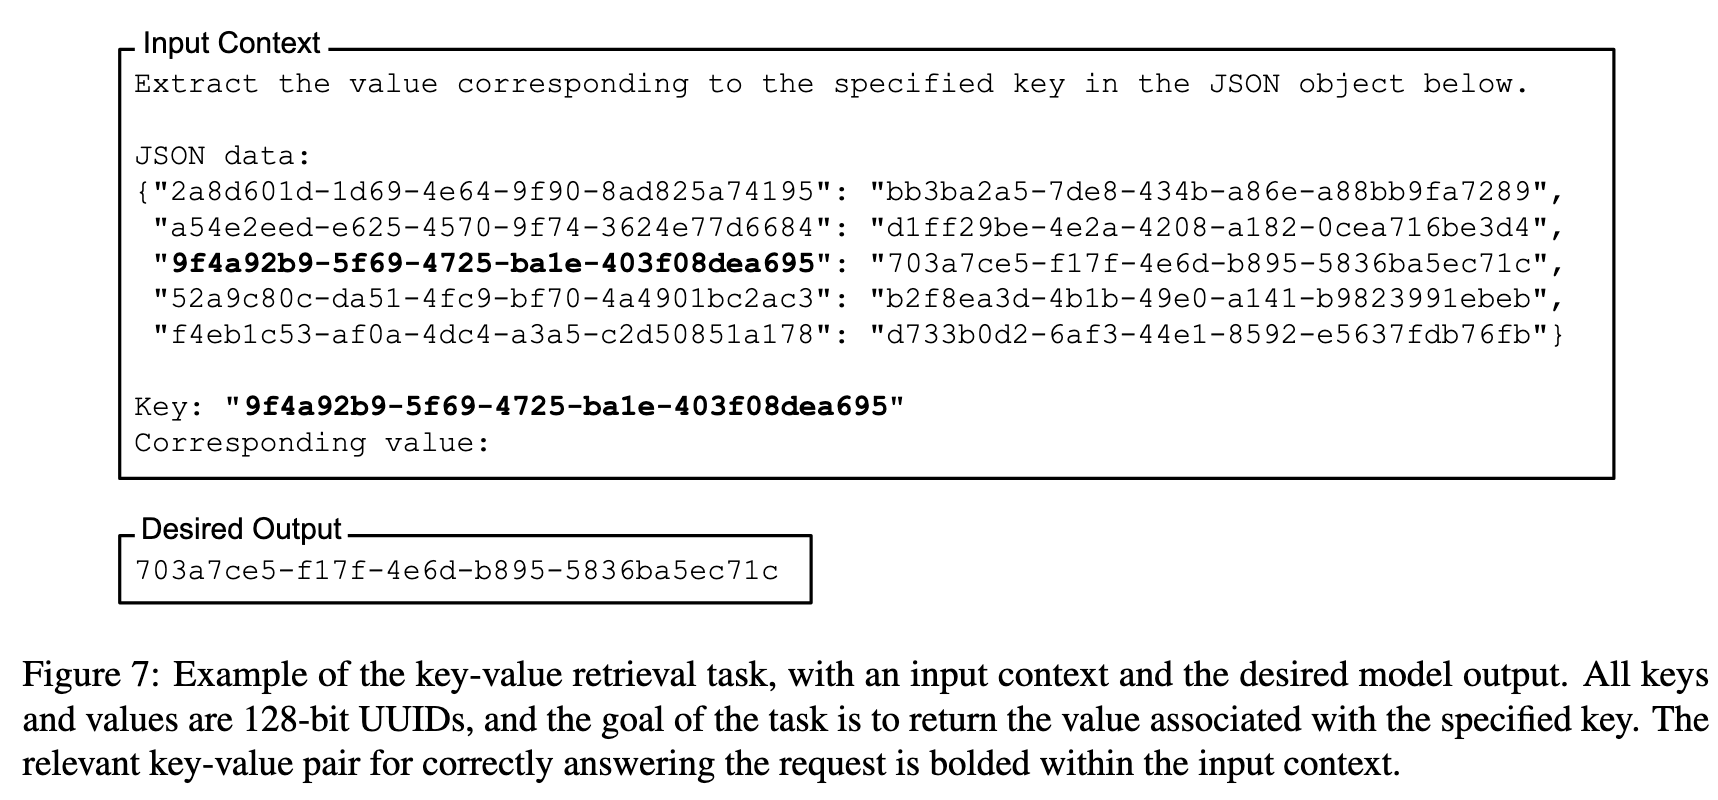 Input Context
Extract the value corresponding to the specified key in the JSON object below.
JSON data:
{"2a8d601d-1d69-4e64-9f90-8ad825a74195": "bb3ba2a5-7de8-434b-a86e-a88bb9fa7289",
"a54e2eed-e625-4570-9f74-3624e77d6684": "d1ff29be-4e2a-4208-a182-0cea716be3d4",
"9f4a92b9-5f69-4725-ba1e-403f08dea695": "703a7ce5-f17f-4e6d-b895-5836ba5ec71c",
"52a9c80c-da51-4fc9-bf70-4a4901bc2ac3": "b2f8ea3d-4b1b-49e0-a141-b9823991ebeb",
"f4eb1c53-af0a-4dc4-a3a5-c2d50851a178": "d733b0d2-6af3-44e1-8592-e5637fdb76fb"}
Key: "9f4a92b9-5f69-4725-ba1e-403f08dea695"
Corresponding value:
Desired Output
703a7ce5-f17f-4e6d-b895-5836ba5ec71c
Figure 7: Example of the key-value retrieval task, with an input context and the desired model output. All keys
and values are 128-bit UUIDs, and the goal of the task is to return the value associated with the specified key. The
relevant key-value pair for correctly answering the request is bolded within the input context.